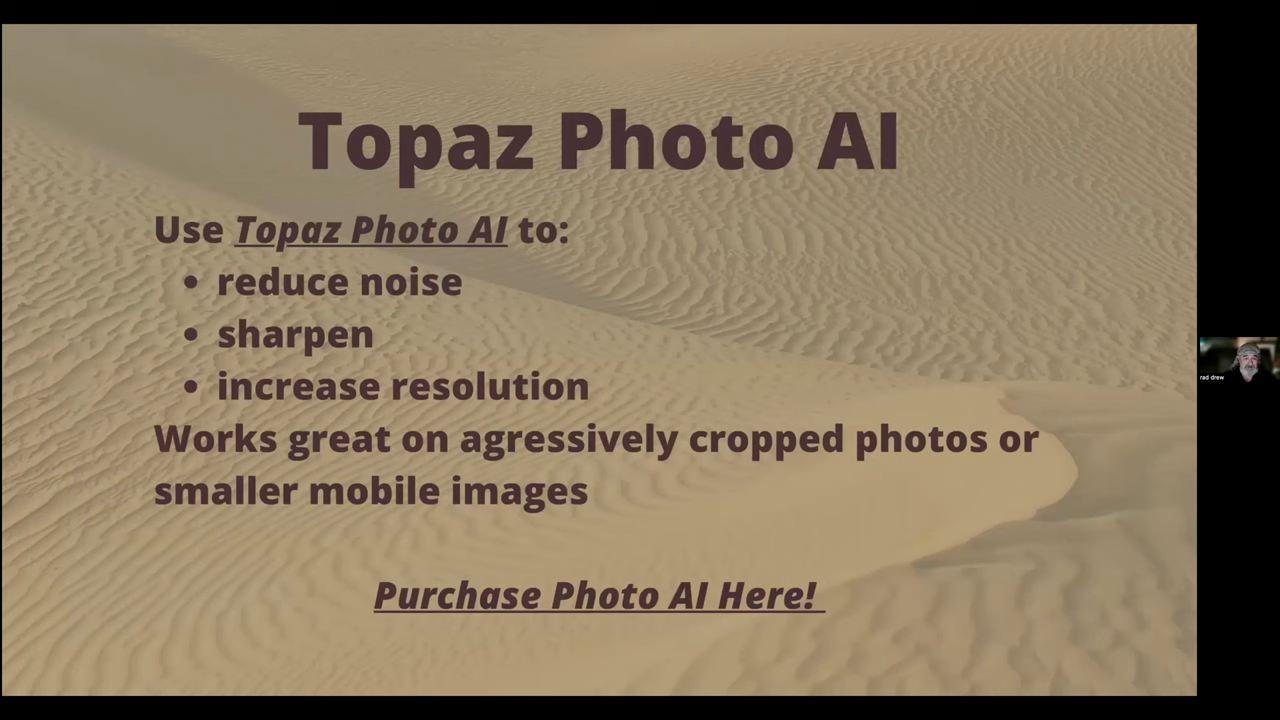 Topaz Photo AI
Use Topaz Photo AI to:
• reduce noise
• sharpen
• increase resolution
Works great on agressively cropped photos or
smaller mobile images
Purchase Photo AI Here!
rad drew